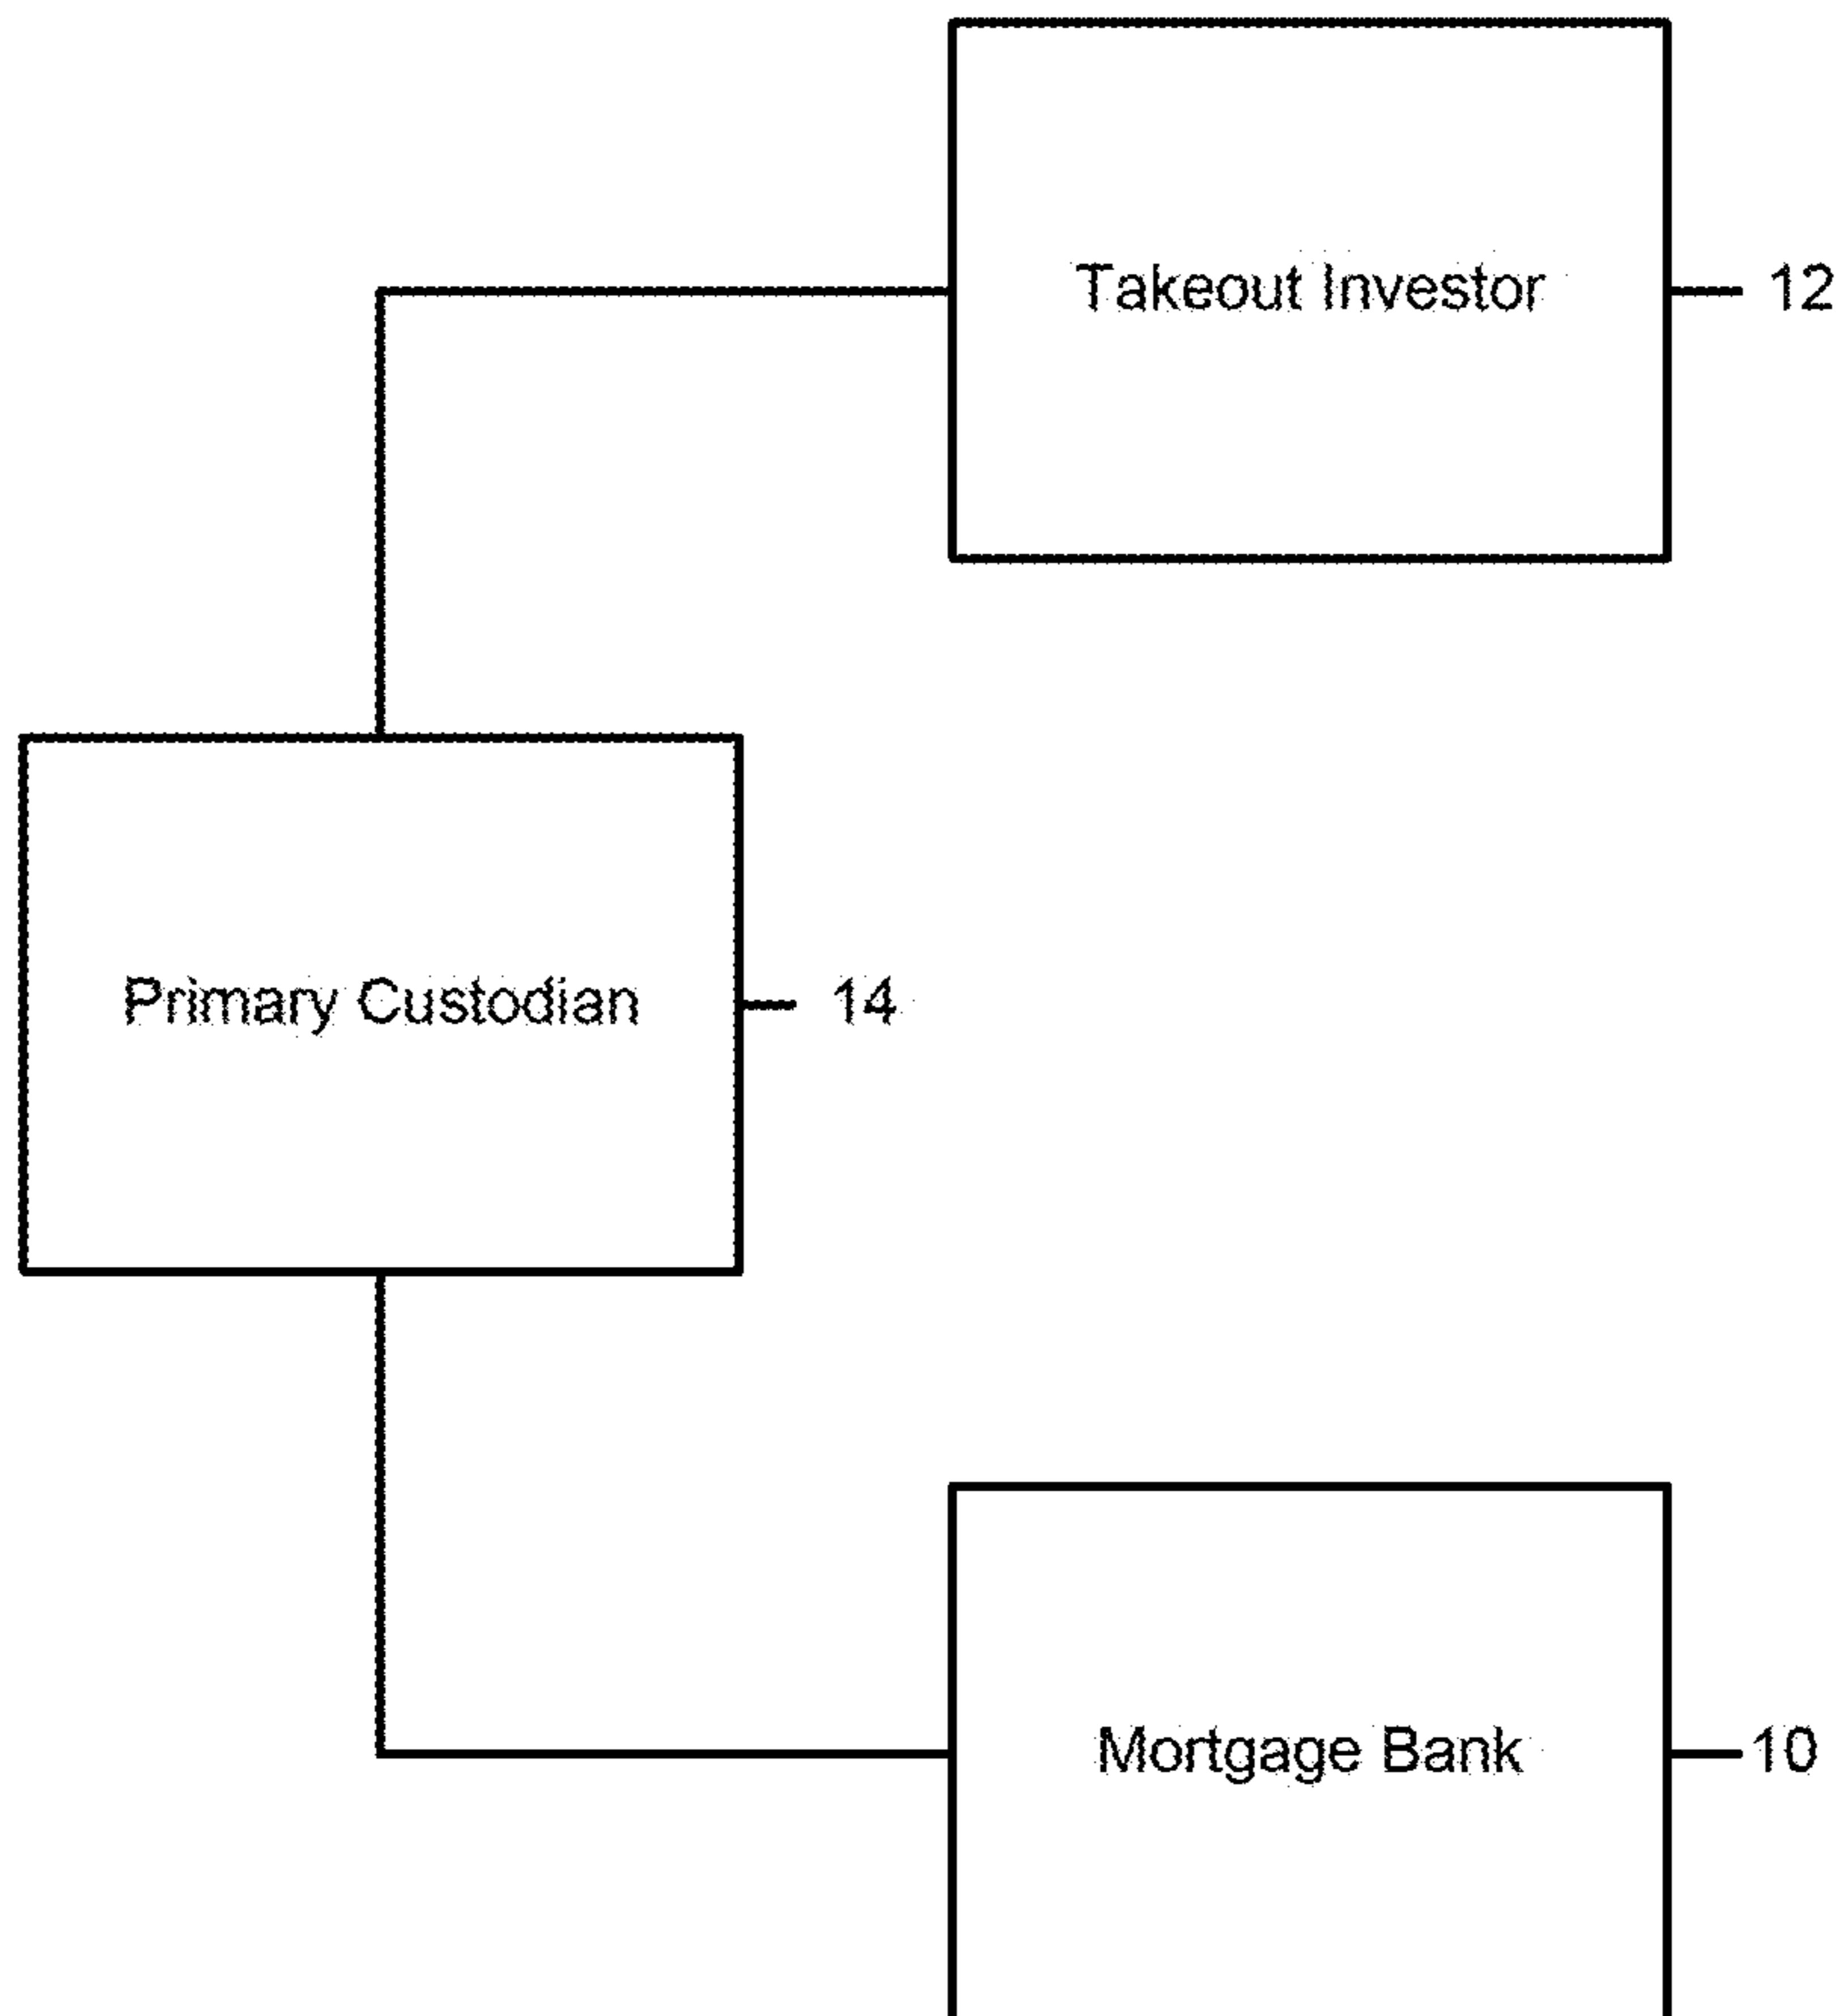 Takeout Investor 12
Primary Custodian 14
Mortgage Bank 10